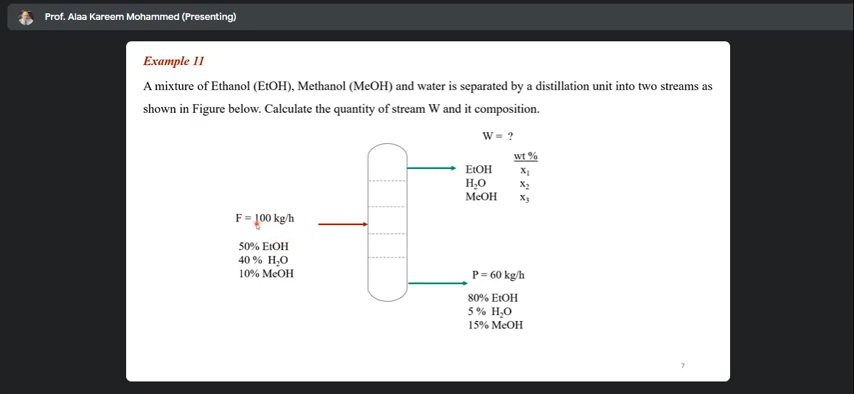 Prof. Alaa Kareem Mohammed (Presenting)
Example 11
A mixture of Ethanol (EtOH), Methanol (MeOH) and water is separated by a distillation unit into two streams as
shown in Figure below. Calculate the quantity of stream W and it composition.
W = ?
wt %
EtOH x₁
H₂O x₂
MeOH x₃
F = 100 kg/h
50% EtOH
40 % H₂O
10% MeOH
P = 60 kg/h
80% EtOH
5 % H₂O
15% MeOH
7